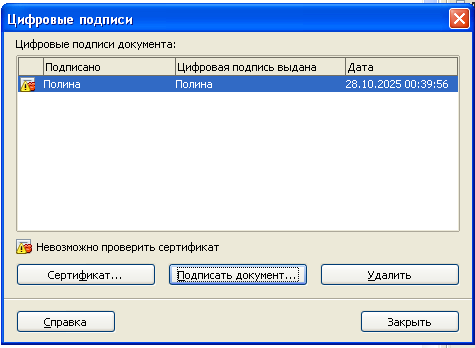 Цифровые подписи
Цифровые подписи документа:
Подписано Цифровая подпись выдана Дата
Полина Полина 28.10.2025 00:39:56
Невозможно проверить сертификат
Сертификат... Подписать документ... Удалить
Справка Закрыть